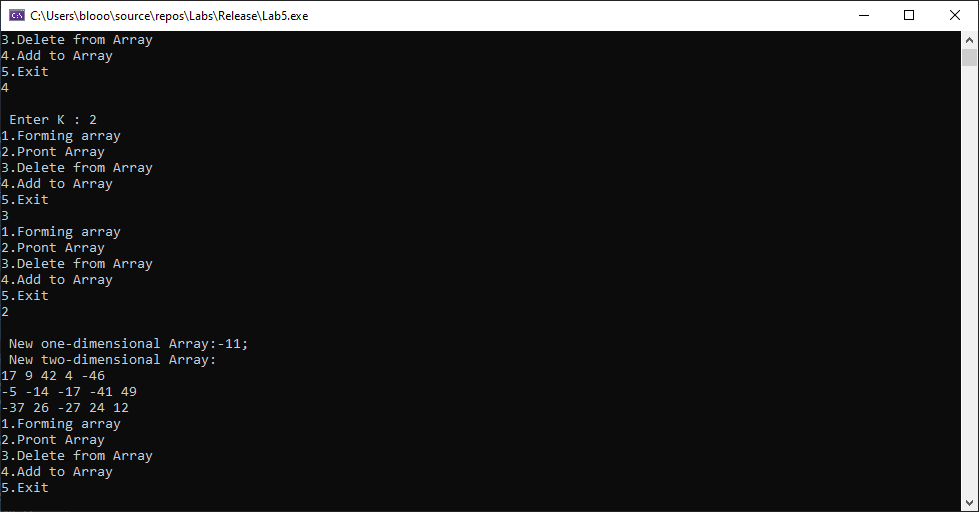 C:\Users\blooo\source\repos\Labs\Release\Lab5.exe
3.Delete from Array
4.Add to Array
5.Exit
4
Enter K : 2
1.Forming array
2.Pront Array
3.Delete from Array
4.Add to Array
5.Exit
3
1.Forming array
2.Pront Array
3.Delete from Array
4.Add to Array
5.Exit
2
New one-dimensional Array:-11;
New two-dimensional Array:
17 9 42 4 -46
-5 -14 -17 -41 49
-37 26 -27 24 12
1.Forming array
2.Pront Array
3.Delete from Array
4.Add to Array
5.Exit